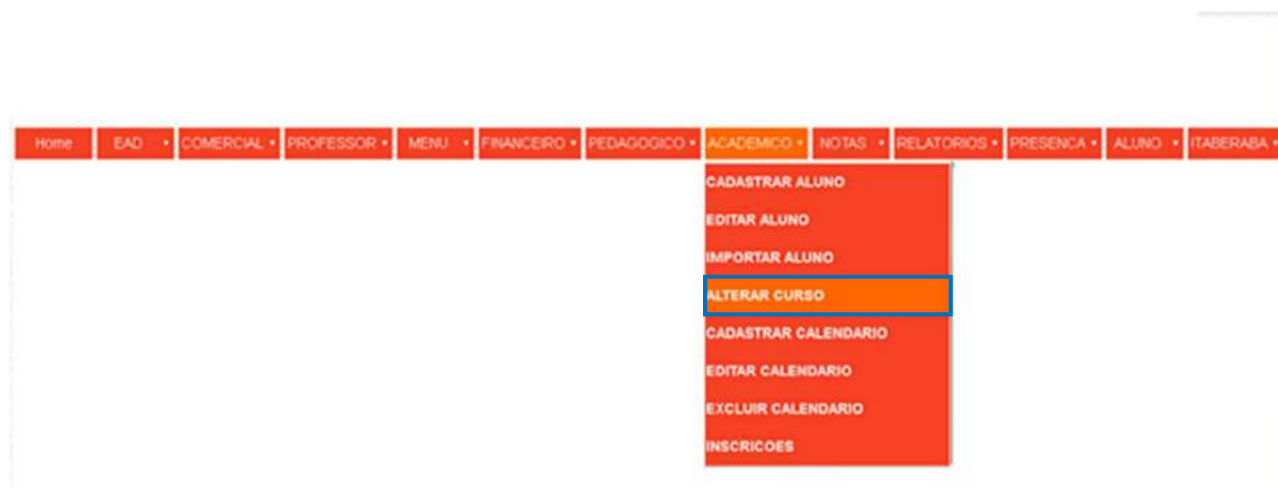 Home EAD COMERCIAL PROFESSOR MENU FINANCEIRO PEDAGOGICO ACADEMICO NOTAS RELATORIOS PRESENCA ALUNO ITABERABA
CADASTRAR ALUNO
EDITAR ALUNO
IMPORTAR ALUNO
ALTERAR CURSO
CADASTRAR CALENDARIO
EDITAR CALENDARIO
EXCLUIR CALENDARIO
INSCRICOES